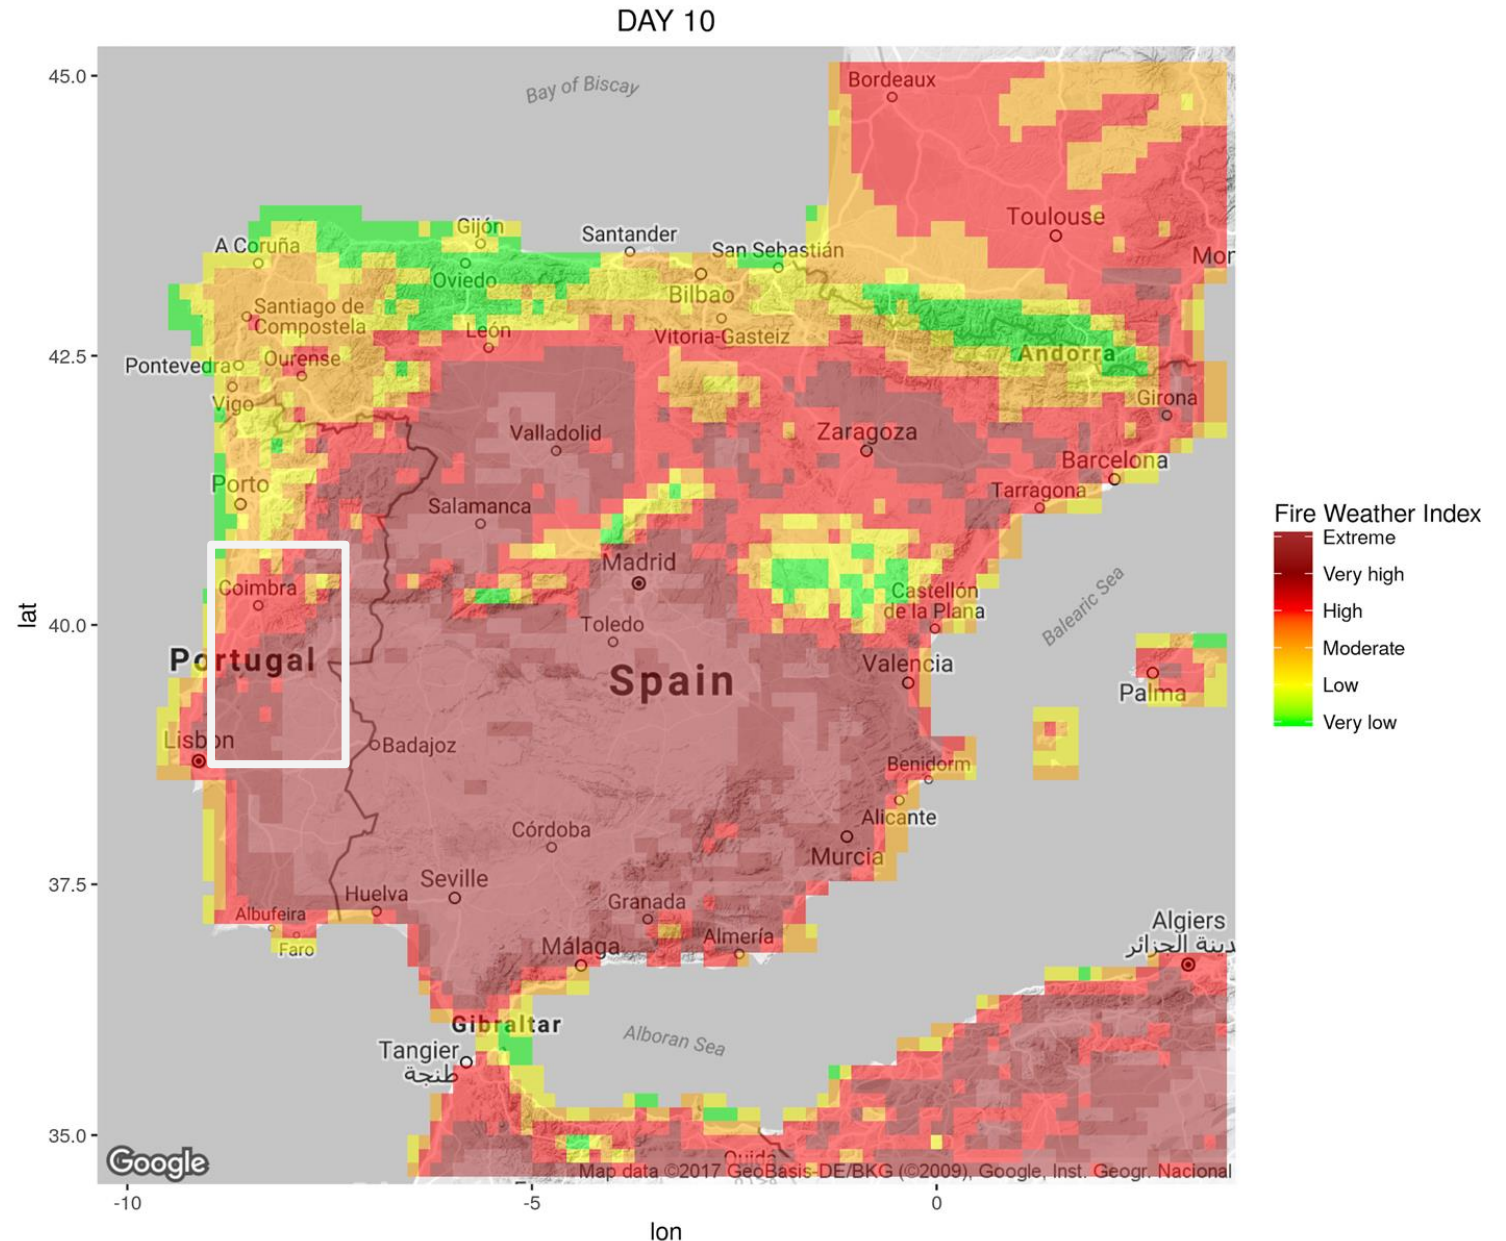 DAY 10
45.0
Bay of Biscay
Bordeaux
Toulouse
A Coruña
Gijón
Santander
San Sebastián
Mon
Oviedo
Bilbao
Santiago de
Compostela
León
Vitoria-Gasteiz
Andorra
42.5
Pontevedra
Ourense
Vigo
Girona
Valladolid
Zaragoza
Barcelona
Porto
Salamanca
Tarragona
Fire Weather Index
Extreme
Very high
High
Moderate
Low
Very low
Madrid
Coimbra
Castellón
de la Plana
Balearic Sea
lat
40.0
Toledo
Portugal
Spain
Valencia
Palma
Lisbon
Badajoz
Benidorm
Alicante
Córdoba
Murcia
37.5
Seville
Huelva
Granada
Albufeira
Faro
Almería
Málaga
Algiers
مدينة الجزائر
Gibraltar
Alboran Sea
Tangier
طنجة
35.0
Google
Oujda
Map data ©2017 GeoBasis-DE/BKG (©2009), Google, Inst. Geogr. Nacional
-10
-5
0
lon